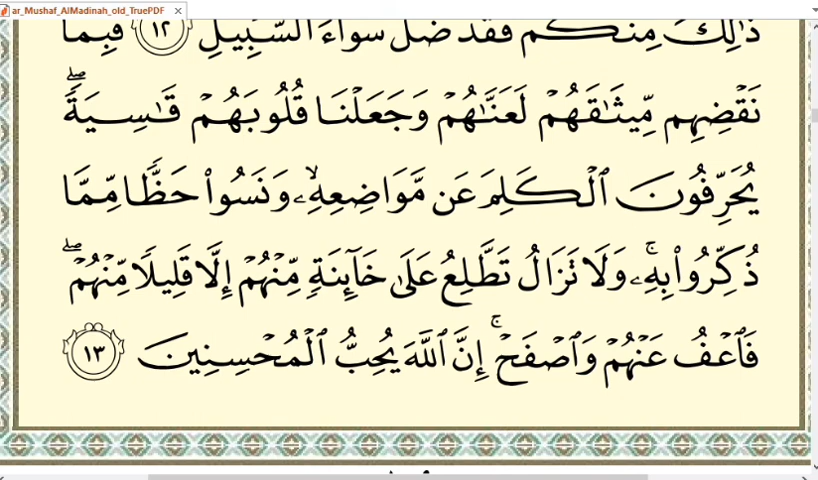 ar_Mushaf_AlMadinah_old_TruePDF
ذَٰلِكَ مِنكُمۡ فَقَدۡ ضَلَّ سَوَآءَ ٱلسَّبِيلِ ١٢ فَبِمَا
نَقۡضِهِم مِّيثَٰقَهُمۡ لَعَنَّٰهُمۡ وَجَعَلۡنَا قُلُوبَهُمۡ قَٰسِيَةٗۖ
يُحَرِّفُونَ ٱلۡكَلِمَ عَن مَّوَاضِعِهِۦ وَنَسُواْ حَظّٗا مِّمَّا
ذُكِّرُواْ بِهِۦۚ وَلَا تَزَالُ تَطَّلِعُ عَلَىٰ خَآئِنَةٖ مِّنۡهُمۡ إِلَّا قَلِيلٗا مِّنۡهُمۡۖ
فَٱعۡفُ عَنۡهُمۡ وَٱصۡفَحۡۚ إِنَّ ٱللَّهَ يُحِبُّ ٱلۡمُحۡسِنِينَ ١٣